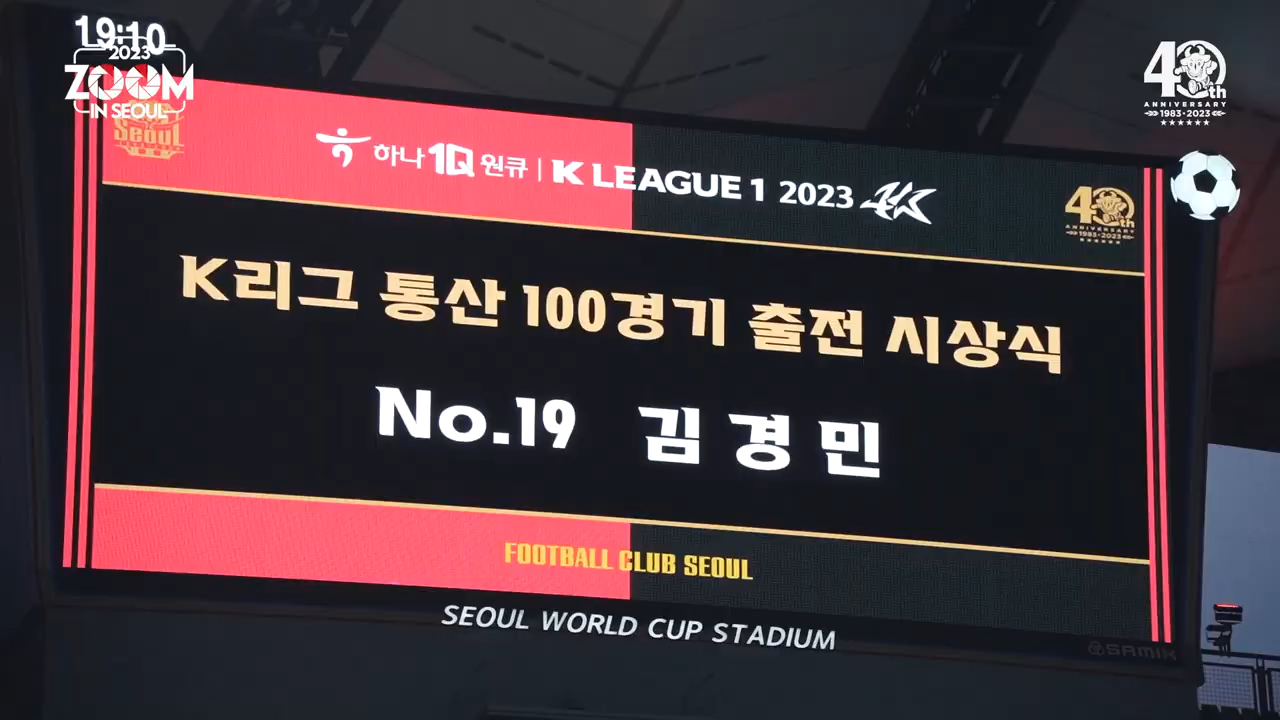 19:10
2023
ZOOM
IN SEOUL
40th
ANNIVERSARY
1983·2023
Seoul
하나 1Q 원큐 | K LEAGUE 1 2023
40th
ANNIVERSARY
1983·2023
K리그 통산 100경기 출전 시상식
No.19 김경민
FOOTBALL CLUB SEOUL
SEOUL WORLD CUP STADIUM
SAMIK